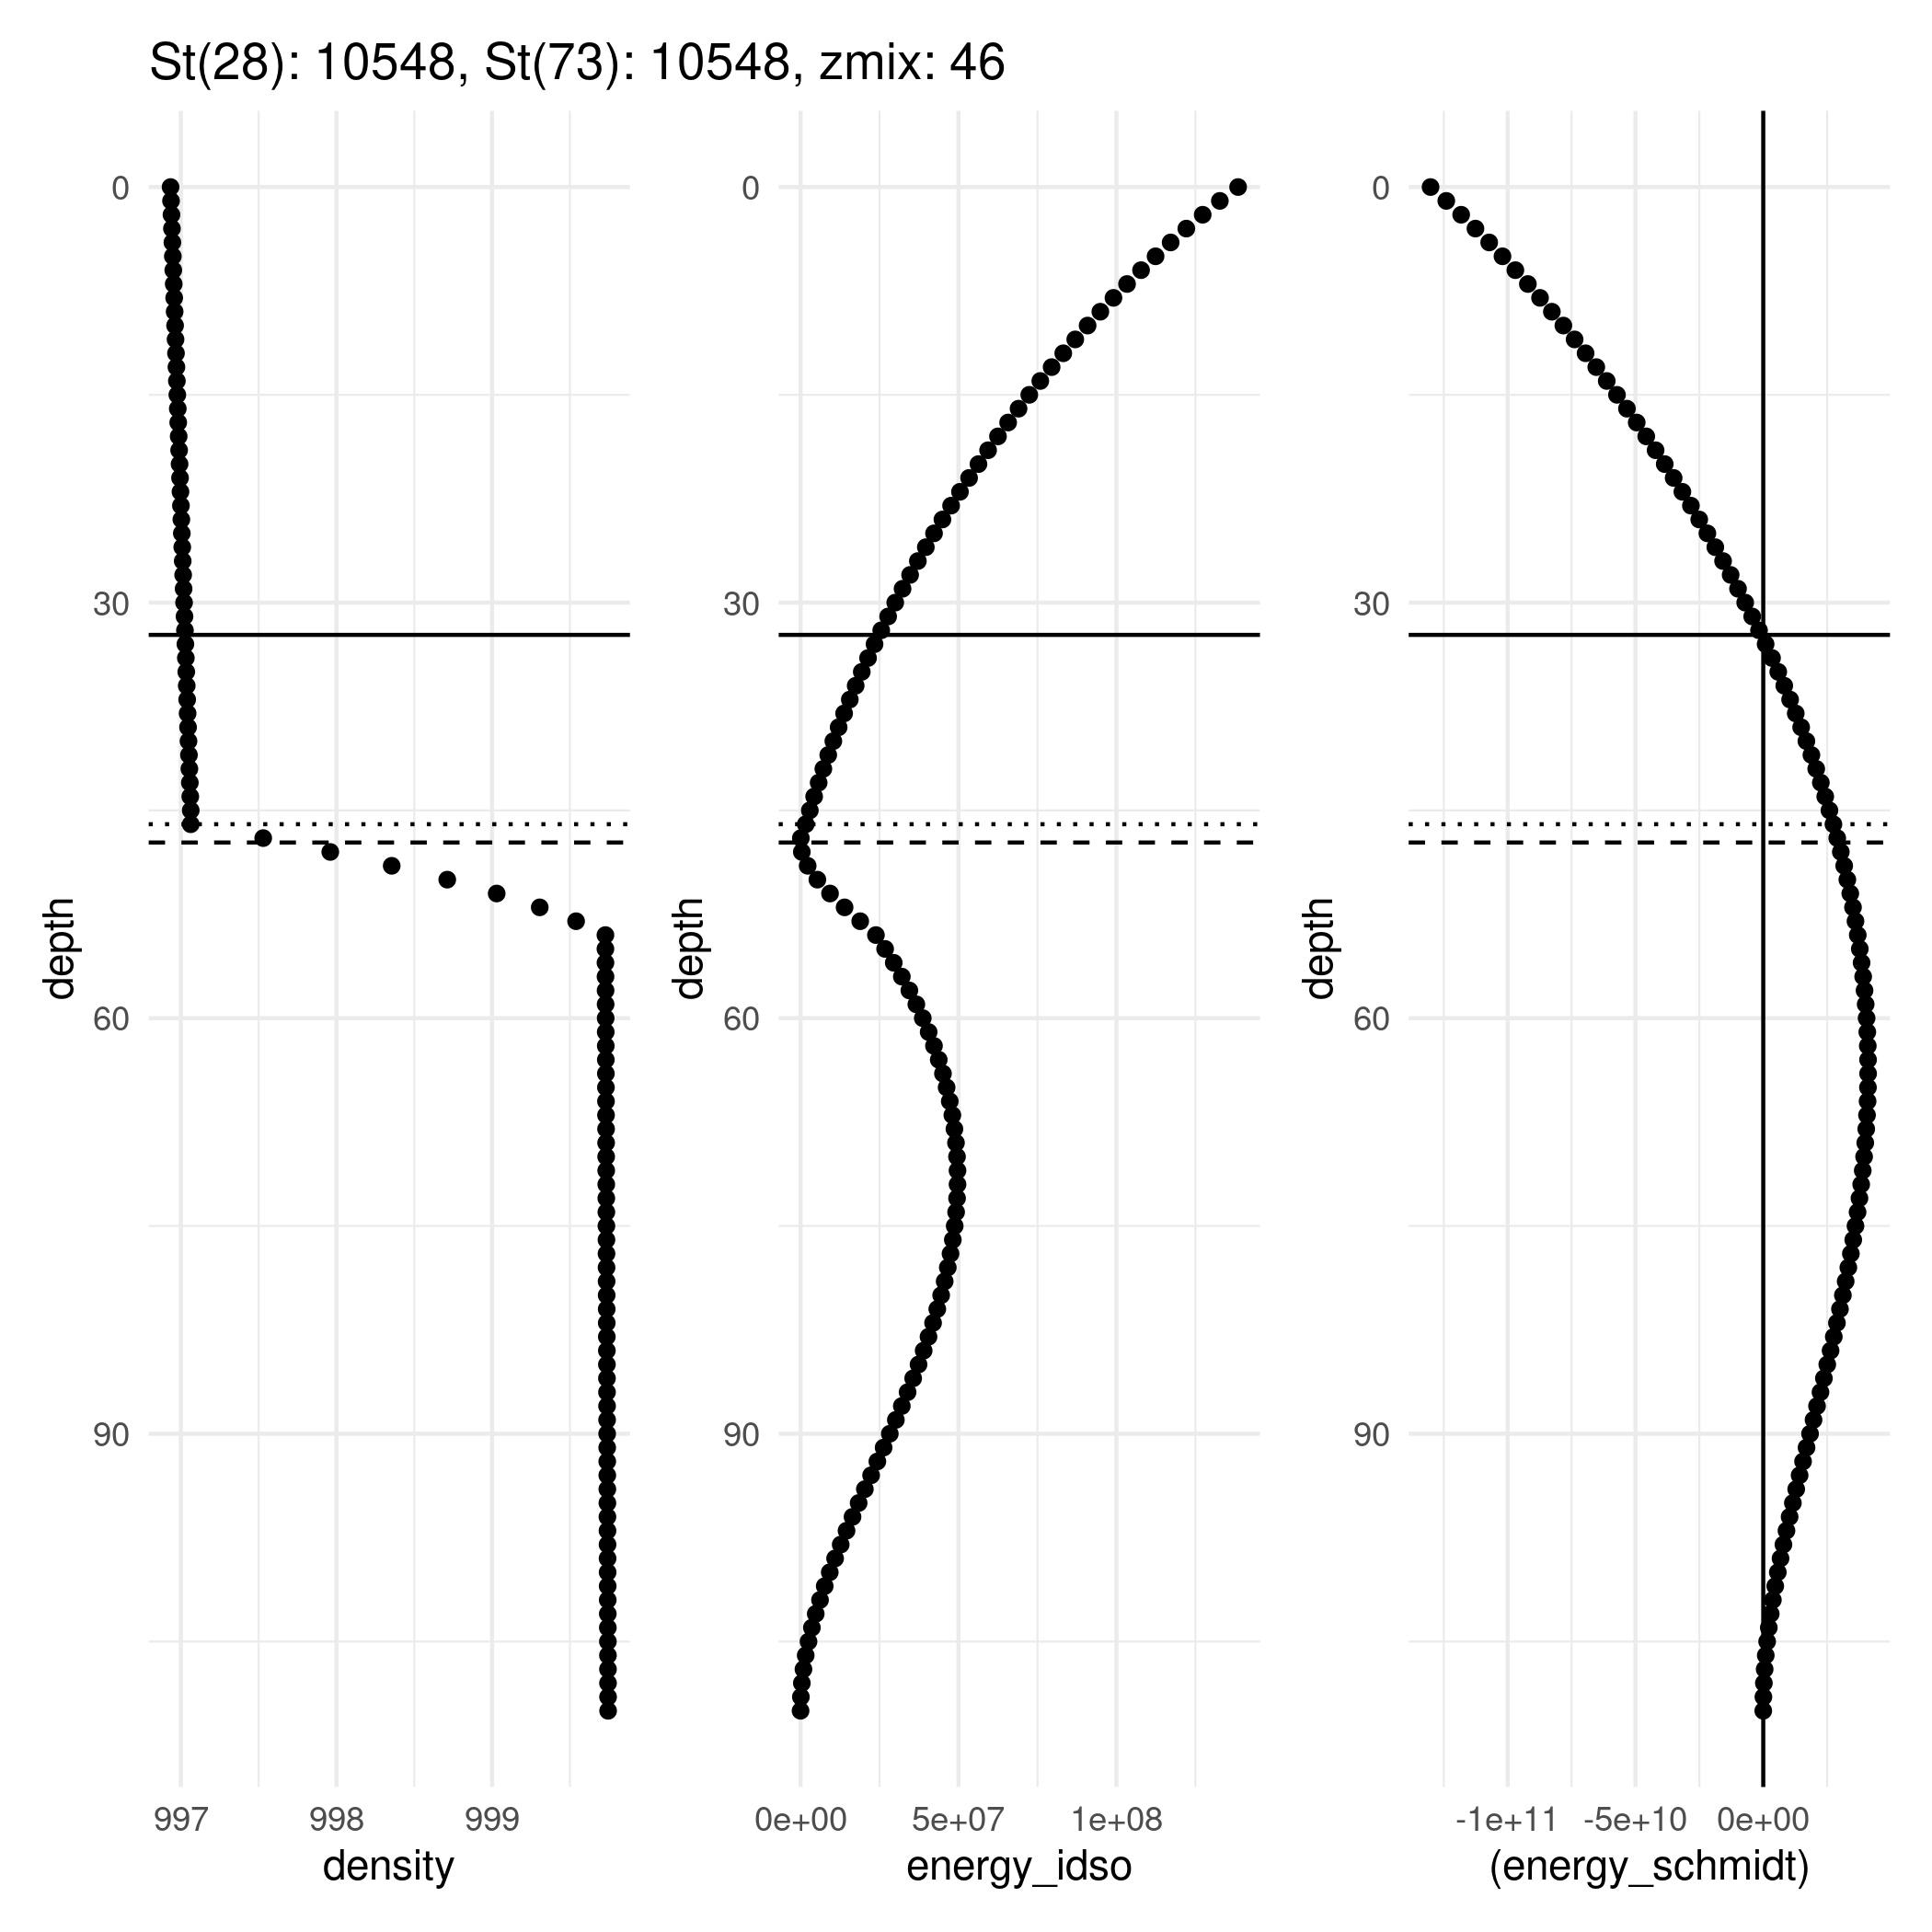 St(28): 10548, St(73): 10548, zmix: 46
0
30
60
90
depth
997
998
999
density
0
30
60
90
depth
0e+00
5e+07
1e+08
energy_idso
0
30
60
90
depth
-1e+11
-5e+10
0e+00
(energy_schmidt)